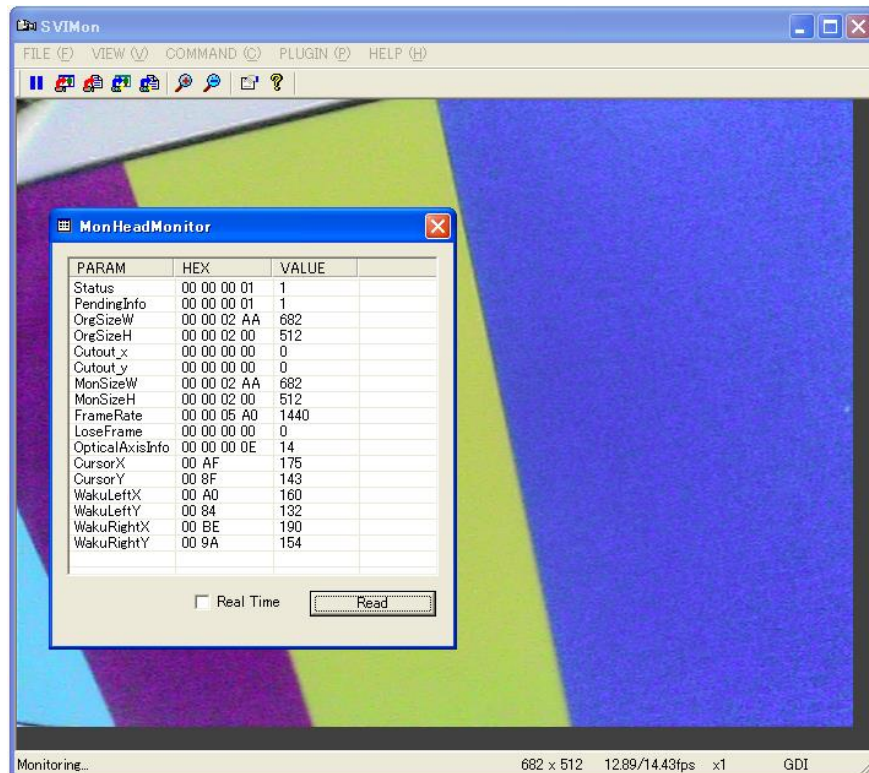 SVIMon
FILE (F) VIEW (V) COMMAND (C) PLUGIN (P) HELP (H)
MonHeadMonitor
PARAM HEX VALUE
Status 00 00 00 01 1
PendingInfo 00 00 00 01 1
OrgSizeW 00 00 02 AA 682
OrgSizeH 00 00 02 00 512
Cutout_x 00 00 00 00 0
Cutout_y 00 00 00 00 0
MonSizeW 00 00 02 AA 682
MonSizeH 00 00 02 00 512
FrameRate 00 00 05 A0 1440
LoseFrame 00 00 00 00 0
OpticalAxisInfo 00 00 00 0E 14
CursorX 00 AF 175
CursorY 00 8F 143
WakuLeftX 00 A0 160
WakuLeftY 00 84 132
WakuRightX 00 BE 190
WakuRightY 00 9A 154
Real Time Read
Monitoring... 682 x 512 12.89/14.43fps x1 GDI